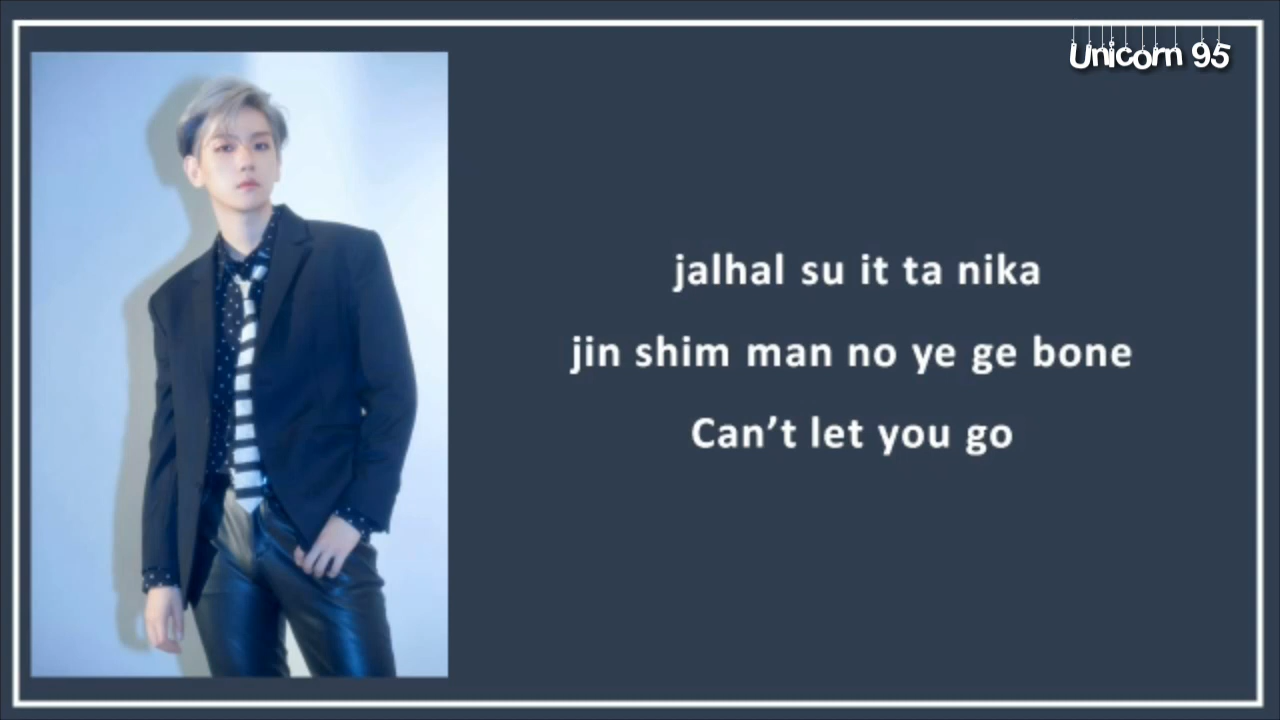 Unicorn 95
jalhal su it ta nika
jin shim man no ye ge bone
Can't let you go